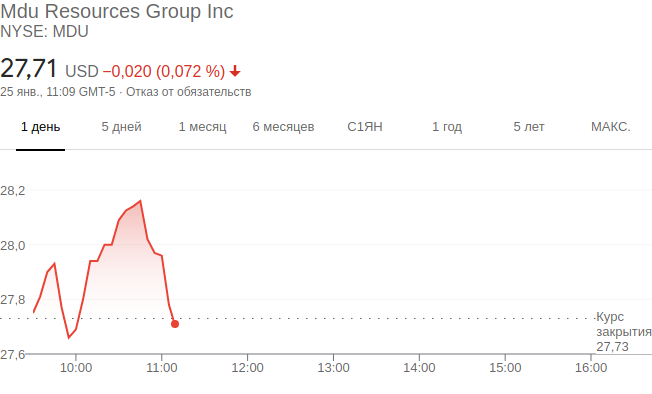 Mdu Resources Group Inc
NYSE: MDU
27,71 USD −0,020 (0,072 %)
25 янв., 11:09 GMT-5 · Отказ от обязательств
1 день 5 дней 1 месяц 6 месяцев С1ЯН 1 год 5 лет МАКС.
28,2
28,0
27,8
Курс
закрытия
27,73
27,6
10:00 11:00 12:00 13:00 14:00 15:00 16:00